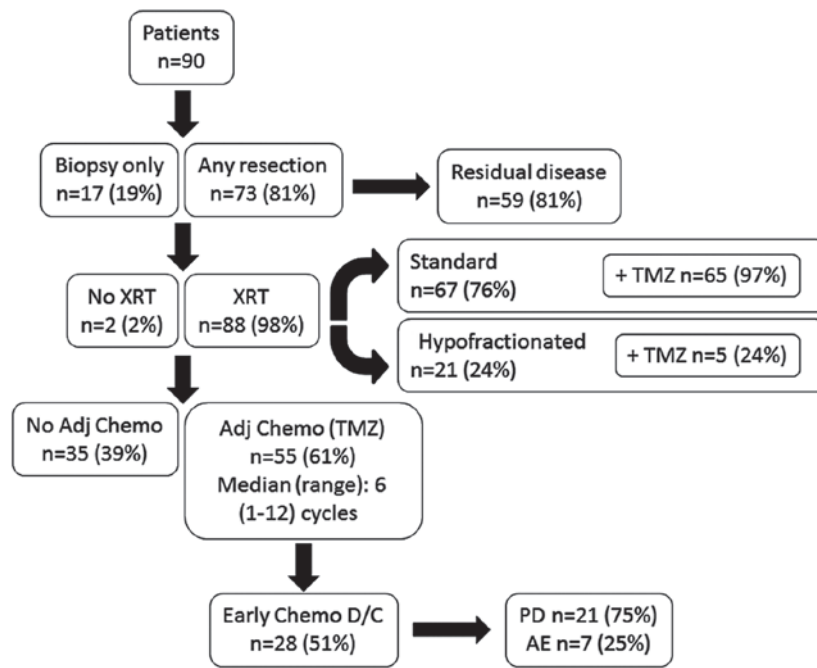 Patients
n=90
Biopsy only
n=17 (19%)
Any resection
n=73 (81%)
Residual disease
n=59 (81%)
No XRT
n=2 (2%)
XRT
n=88 (98%)
Standard
n=67 (76%)
+ TMZ n=65 (97%)
Hypofractionated
n=21 (24%)
+ TMZ n=5 (24%)
No Adj Chemo
n=35 (39%)
Adj Chemo (TMZ)
n=55 (61%)
Median (range): 6
(1-12) cycles
Early Chemo D/C
n=28 (51%)
PD n=21 (75%)
AE n=7 (25%)